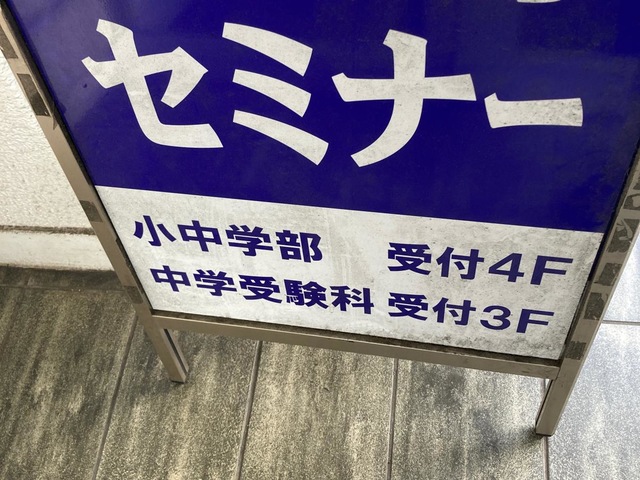 セミナー
小中学部 受付4F
中学受験科 受付3F